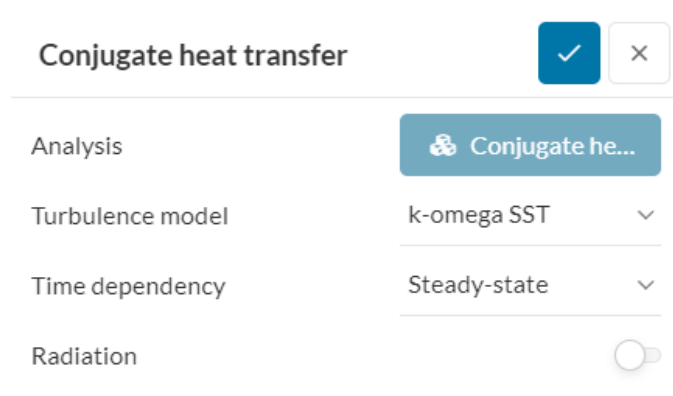 Conjugate heat transfer
Analysis Conjugate he...
Turbulence model k-omega SST
Time dependency Steady-state
Radiation